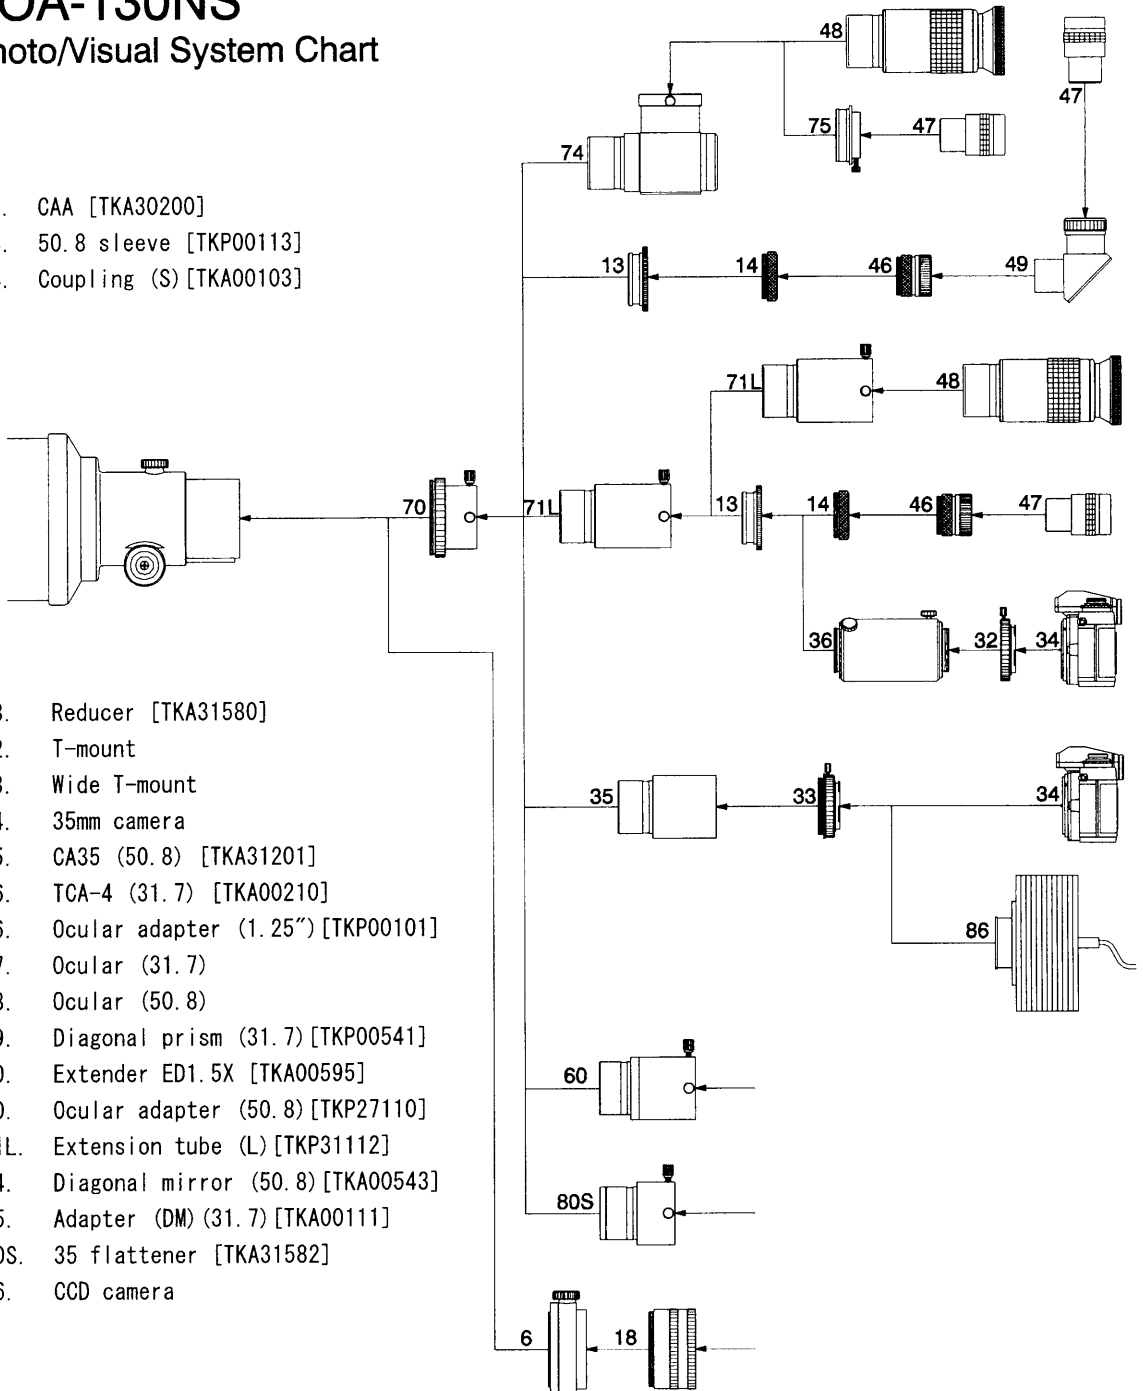 OA-130NS
hoto/Visual System Chart
. CAA [TKA30200]
. 50.8 sleeve [TKP00113]
. Coupling (S)[TKA00103]
48
47
75
47
74
13
14
46
49
71L
48
70
71L
13
14
46
47
36
32
34
. Reducer [TKA31580]
. T-mount
. Wide T-mount
. 35mm camera
. CA35 (50.8) [TKA31201]
. TCA-4 (31.7) [TKA00210]
. Ocular adapter (1.25″)[TKP00101]
. Ocular (31.7)
. Ocular (50.8)
. Diagonal prism (31.7)[TKP00541]
. Extender ED1.5X [TKA00595]
. Ocular adapter (50.8)[TKP27110]
L. Extension tube (L)[TKP31112]
. Diagonal mirror (50.8)[TKA00543]
. Adapter (DM)(31.7)[TKA00111]
0S. 35 flattener [TKA31582]
. CCD camera
35
33
34
86
60
80S
6
18